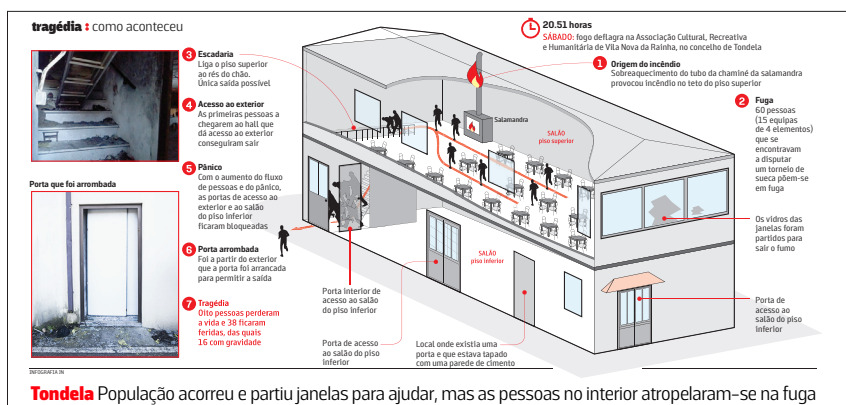 tragédia : como aconteceu
20.51 horas
SÁBADO: fogo deflagra na Associação Cultural, Recreativa
e Humanitária de Vila Nova da Rainha, no concelho de Tondela
1 Origem do incêndio
Sobreaquecimento do tubo da chaminé da salamandra
provocou incêndio no teto do piso superior
2 Fuga
60 pessoas
(15 equipas
de 4 elementos)
que se
encontravam
a disputar
um torneio de
sueca põem-se
em fuga
3 Escadaria
Liga o piso superior
ao rés do chão.
Única saída possível
4 Acesso ao exterior
As primeiras pessoas a
chegarem ao hall que
dá acesso ao exterior
conseguiram sair
5 Pânico
Com o aumento do fluxo
de pessoas e do pânico,
as portas de acesso
ao exterior e ao salão
do piso inferior
ficaram bloqueadas
6 Porta arrombada
Foi a partir do exterior
que a porta foi arrancada
para permitir a saída
7 Tragédia
Oito pessoas perderam
a vida e 38 ficaram
feridas, das quais
16 com gravidade
Porta que foi arrombada
Salamandra
SALÃO
piso superior
SALÃO
piso inferior
Os vidros das
janelas foram
partidos para
sair o fumo
Porta de
acesso ao
salão do piso
inferior
Porta interior de
acesso ao salão
do piso inferior
Porta de acesso
ao salão do piso
inferior
Local onde existia uma
porta e que estava tapado
com uma parede de cimento
INFOGRAFIA JN
Tondela População acorreu e partiu janelas para ajudar, mas as pessoas no interior atropelaram-se na fuga